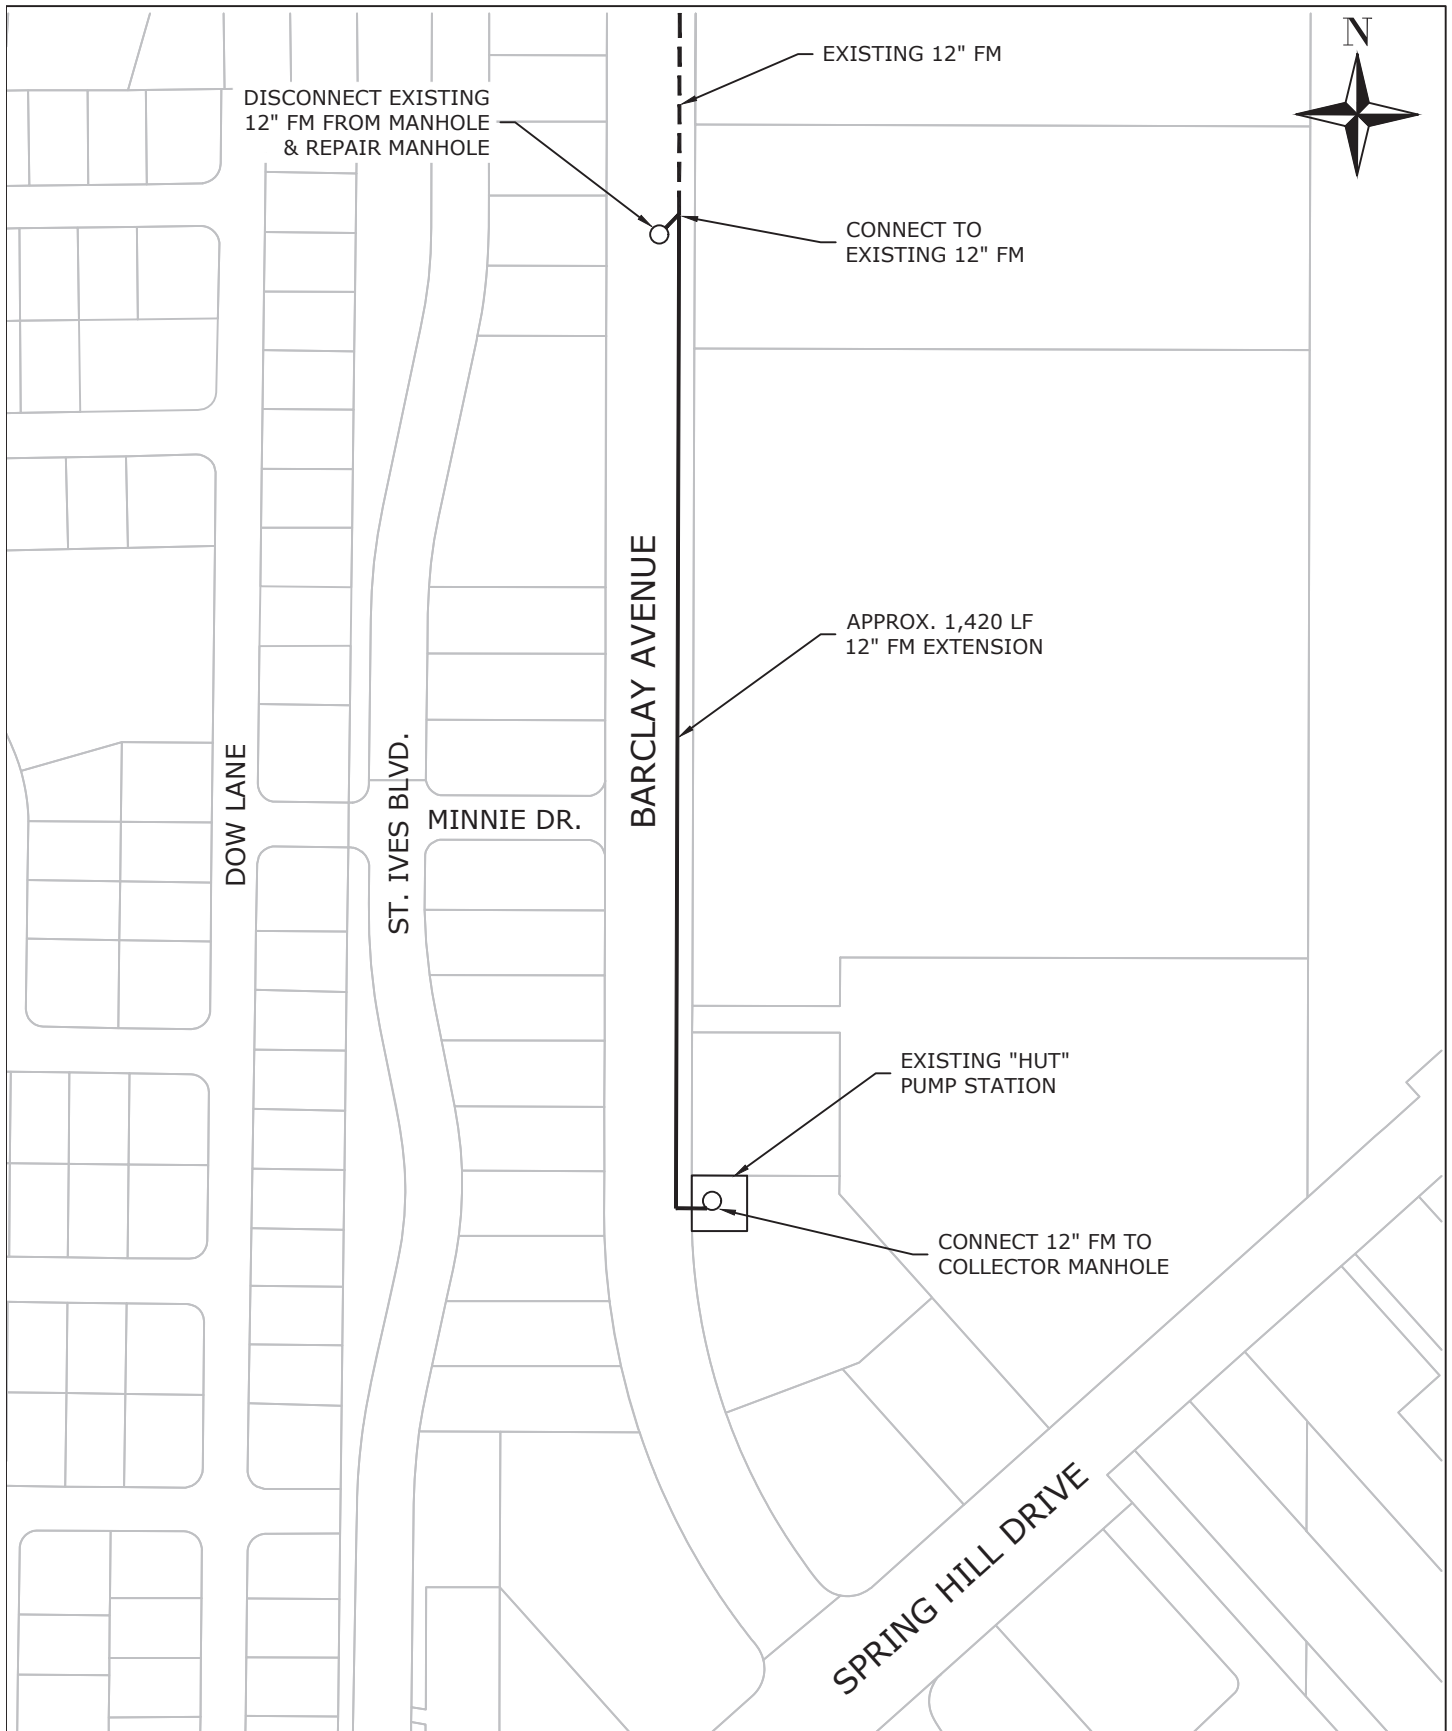 N
EXISTING 12" FM
DISCONNECT EXISTING
12" FM FROM MANHOLE
& REPAIR MANHOLE
CONNECT TO
EXISTING 12" FM
BARCLAY AVENUE
APPROX. 1,420 LF
12" FM EXTENSION
DOW LANE
ST. IVES BLVD.
MINNIE DR.
EXISTING "HUT"
PUMP STATION
CONNECT 12" FM TO
COLLECTOR MANHOLE
SPRING HILL DRIVE